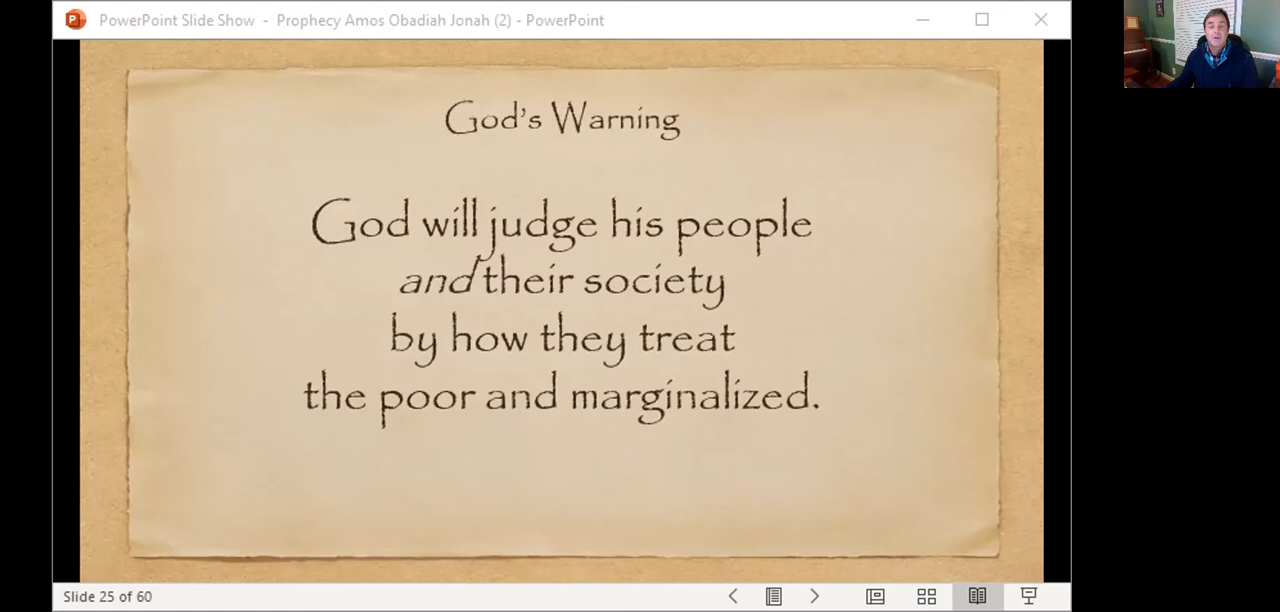 PowerPoint Slide Show - Prophecy Amos Obadiah Jonah (2) - PowerPoint
God's Warning
God will judge his people
and their society
by how they treat
the poor and marginalized.
Slide 25 of 60